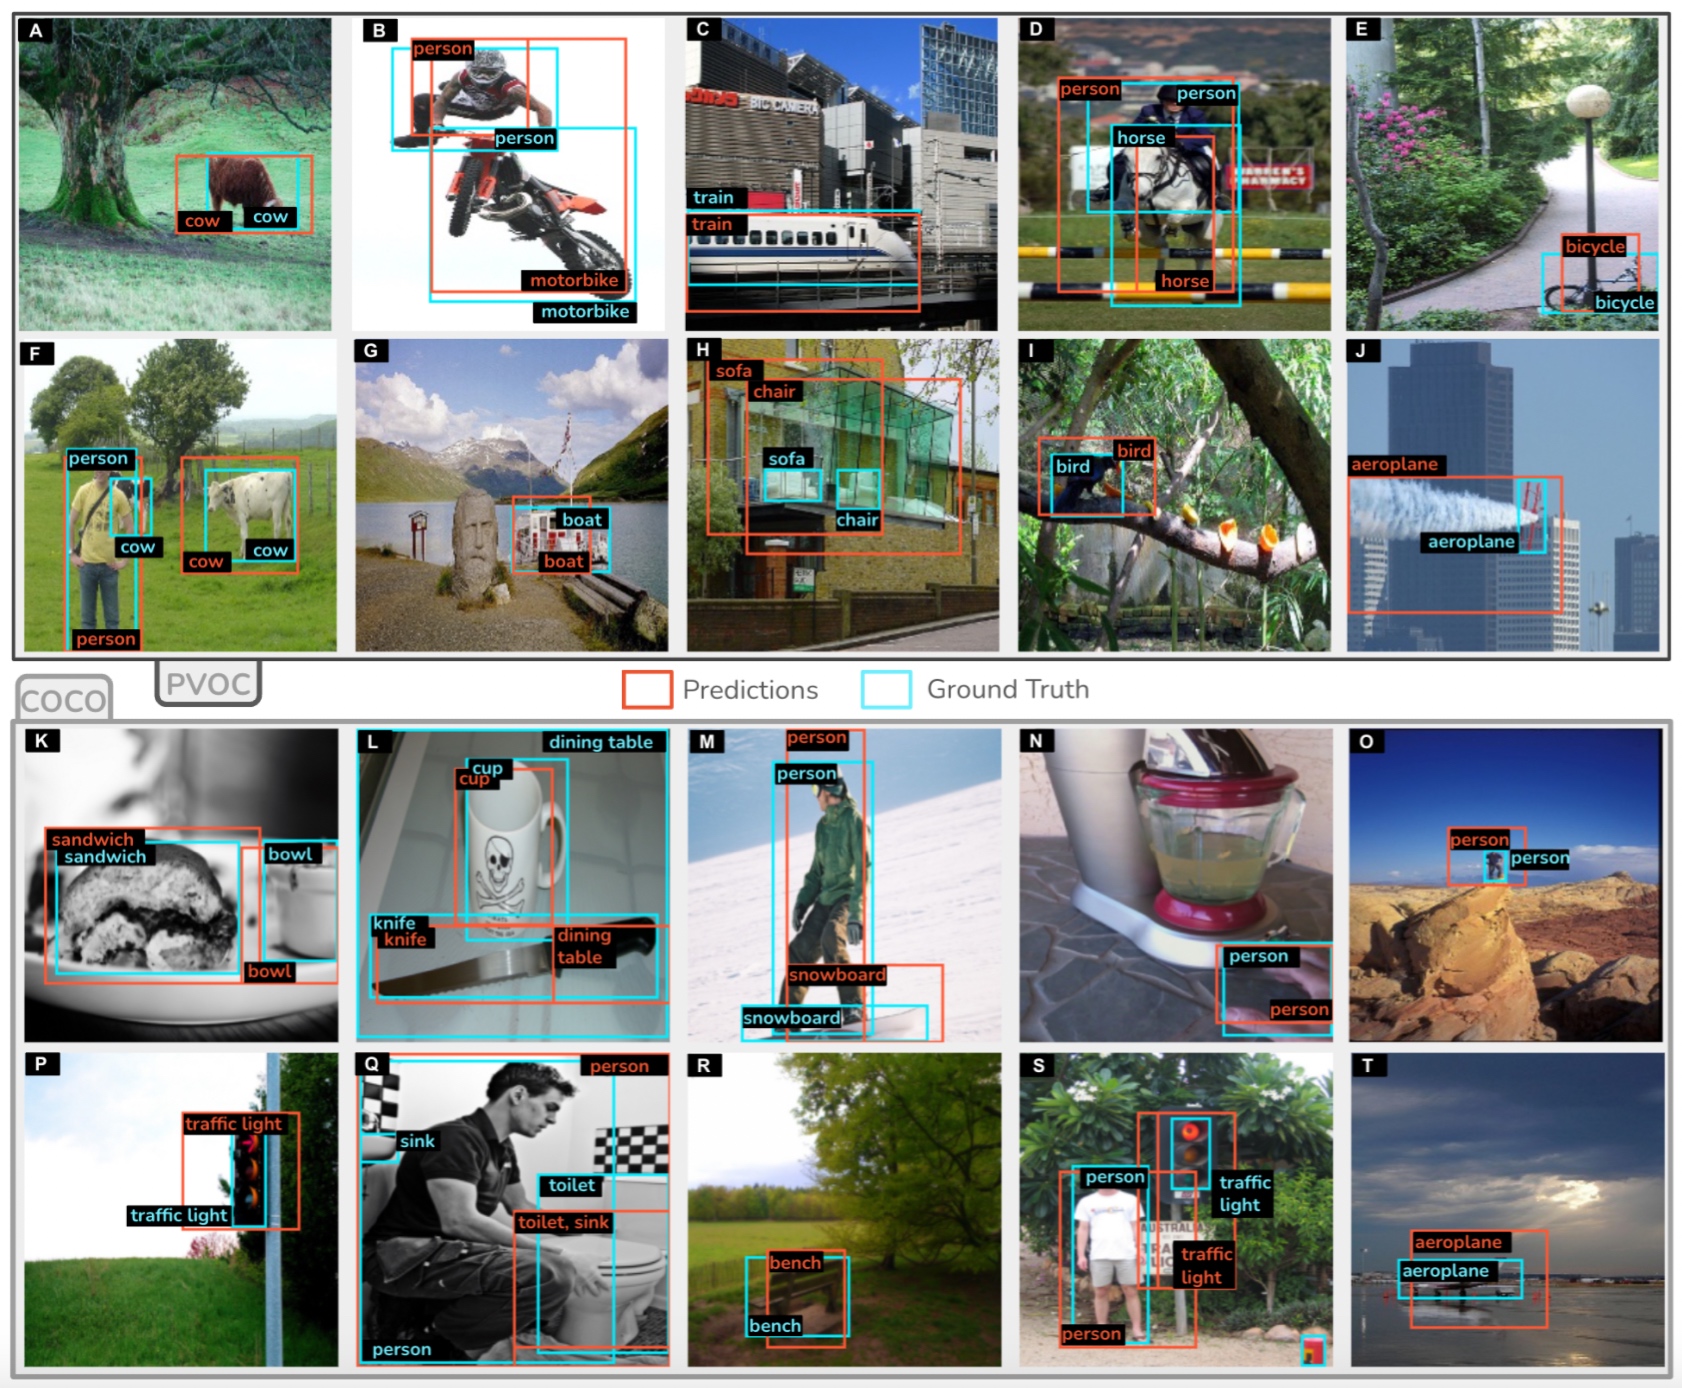 A
cow
cow
B
person
person
motorbike
motorbike
C
BIC CAMERA
train
train
D
person
person
horse
horse
E
bicycle
bicycle
F
person
cow
cow
cow
person
G
boat
boat
H
sofa
chair
sofa
chair
I
bird
bird
J
aeroplane
aeroplane
COCO
PVOC
Predictions
Ground Truth
K
sandwich
sandwich
bowl
bowl
L
dining table
cup
cup
knife
knife
dining
table
M
person
person
snowboard
snowboard
N
person
person
O
person
person
P
traffic light
traffic light
Q
person
sink
toilet
toilet, sink
person
R
bench
bench
S
person
traffic
light
AUSTRALIA
traffic
light
person
T
aeroplane
aeroplane